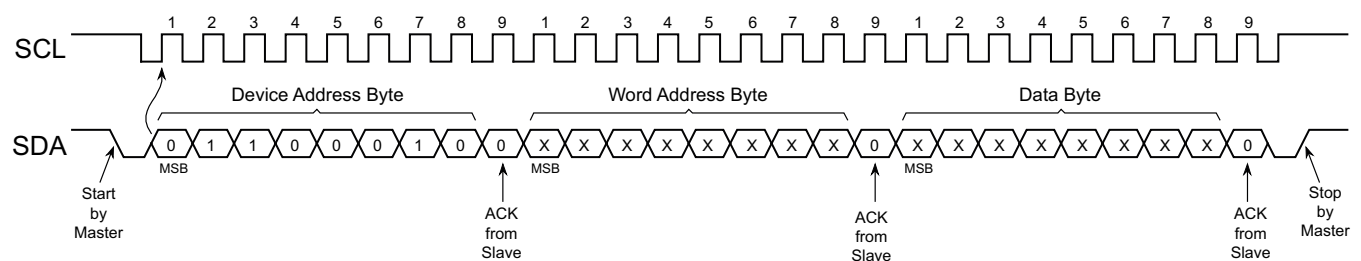 1 2 3 4 5 6 7 8 9 1 2 3 4 5 6 7 8 9 1 2 3 4 5 6 7 8 9
SCL
Device Address Byte Word Address Byte Data Byte
SDA 0 1 1 0 0 0 1 0 0 X X X X X X X X 0 X X X X X X X X 0
MSB MSB MSB
Start
by
Master
ACK
from
Slave
ACK
from
Slave
ACK
from
Slave
Stop
by
Master